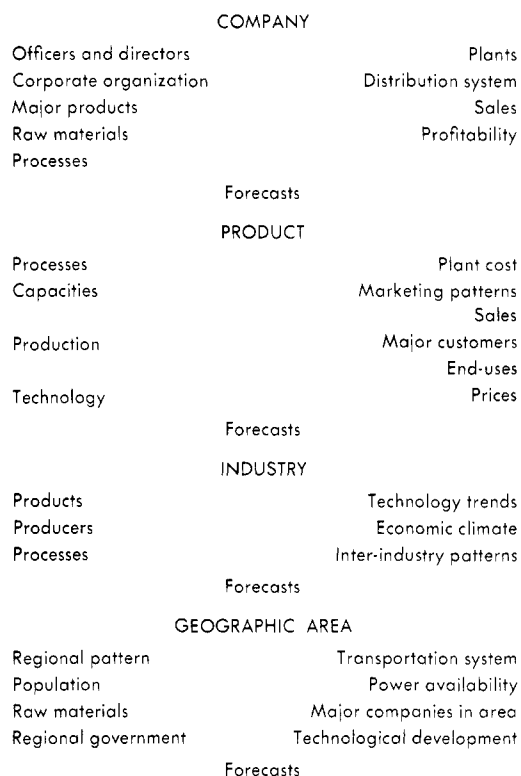 COMPANY
Officers and directors Plants
Corporate organization Distribution system
Major products Sales
Raw materials Profitability
Processes
Forecasts
PRODUCT
Processes Plant cost
Capacities Marketing patterns
Sales
Production Major customers
End-uses
Technology Prices
Forecasts
INDUSTRY
Products Technology trends
Producers Economic climate
Processes Inter-industry patterns
Forecasts
GEOGRAPHIC AREA
Regional pattern Transportation system
Population Power availability
Raw materials Major companies in area
Regional government Technological development
Forecasts